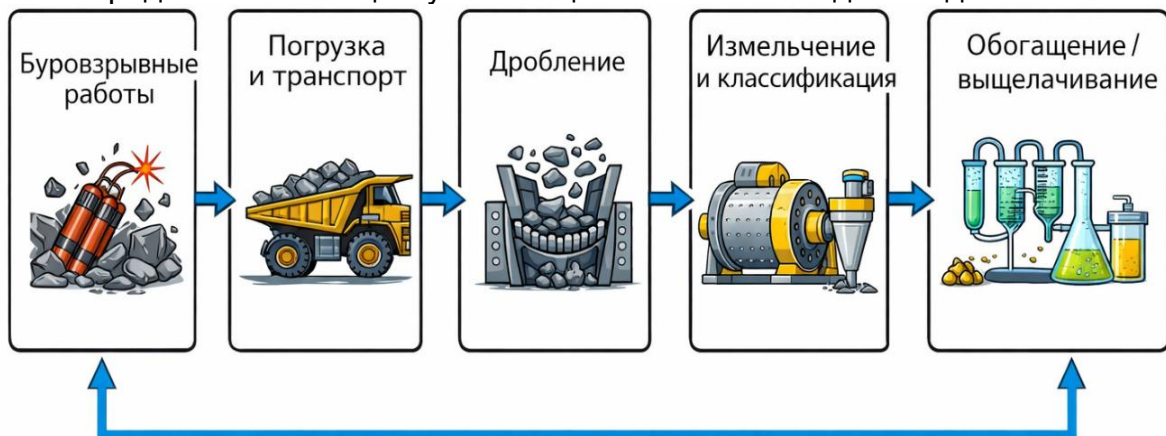 Буровзрывные
работы
Погрузка
и транспорт
Дробление
Измельчение
и классификация
Обогащение /
выщелачивание